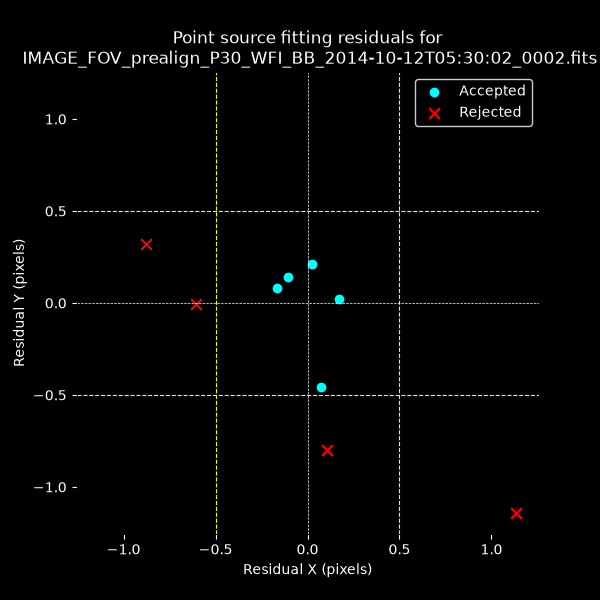 Point source fitting residuals for
IMAGE_FOV_prealign_P30_WFI_BB_2014-10-12T05:30:02_0002.fits
Accepted
Rejected
1.0
0.5
0.0
−0.5
−1.0
Residual Y (pixels)
−1.0 −0.5 0.0 0.5 1.0
Residual X (pixels)